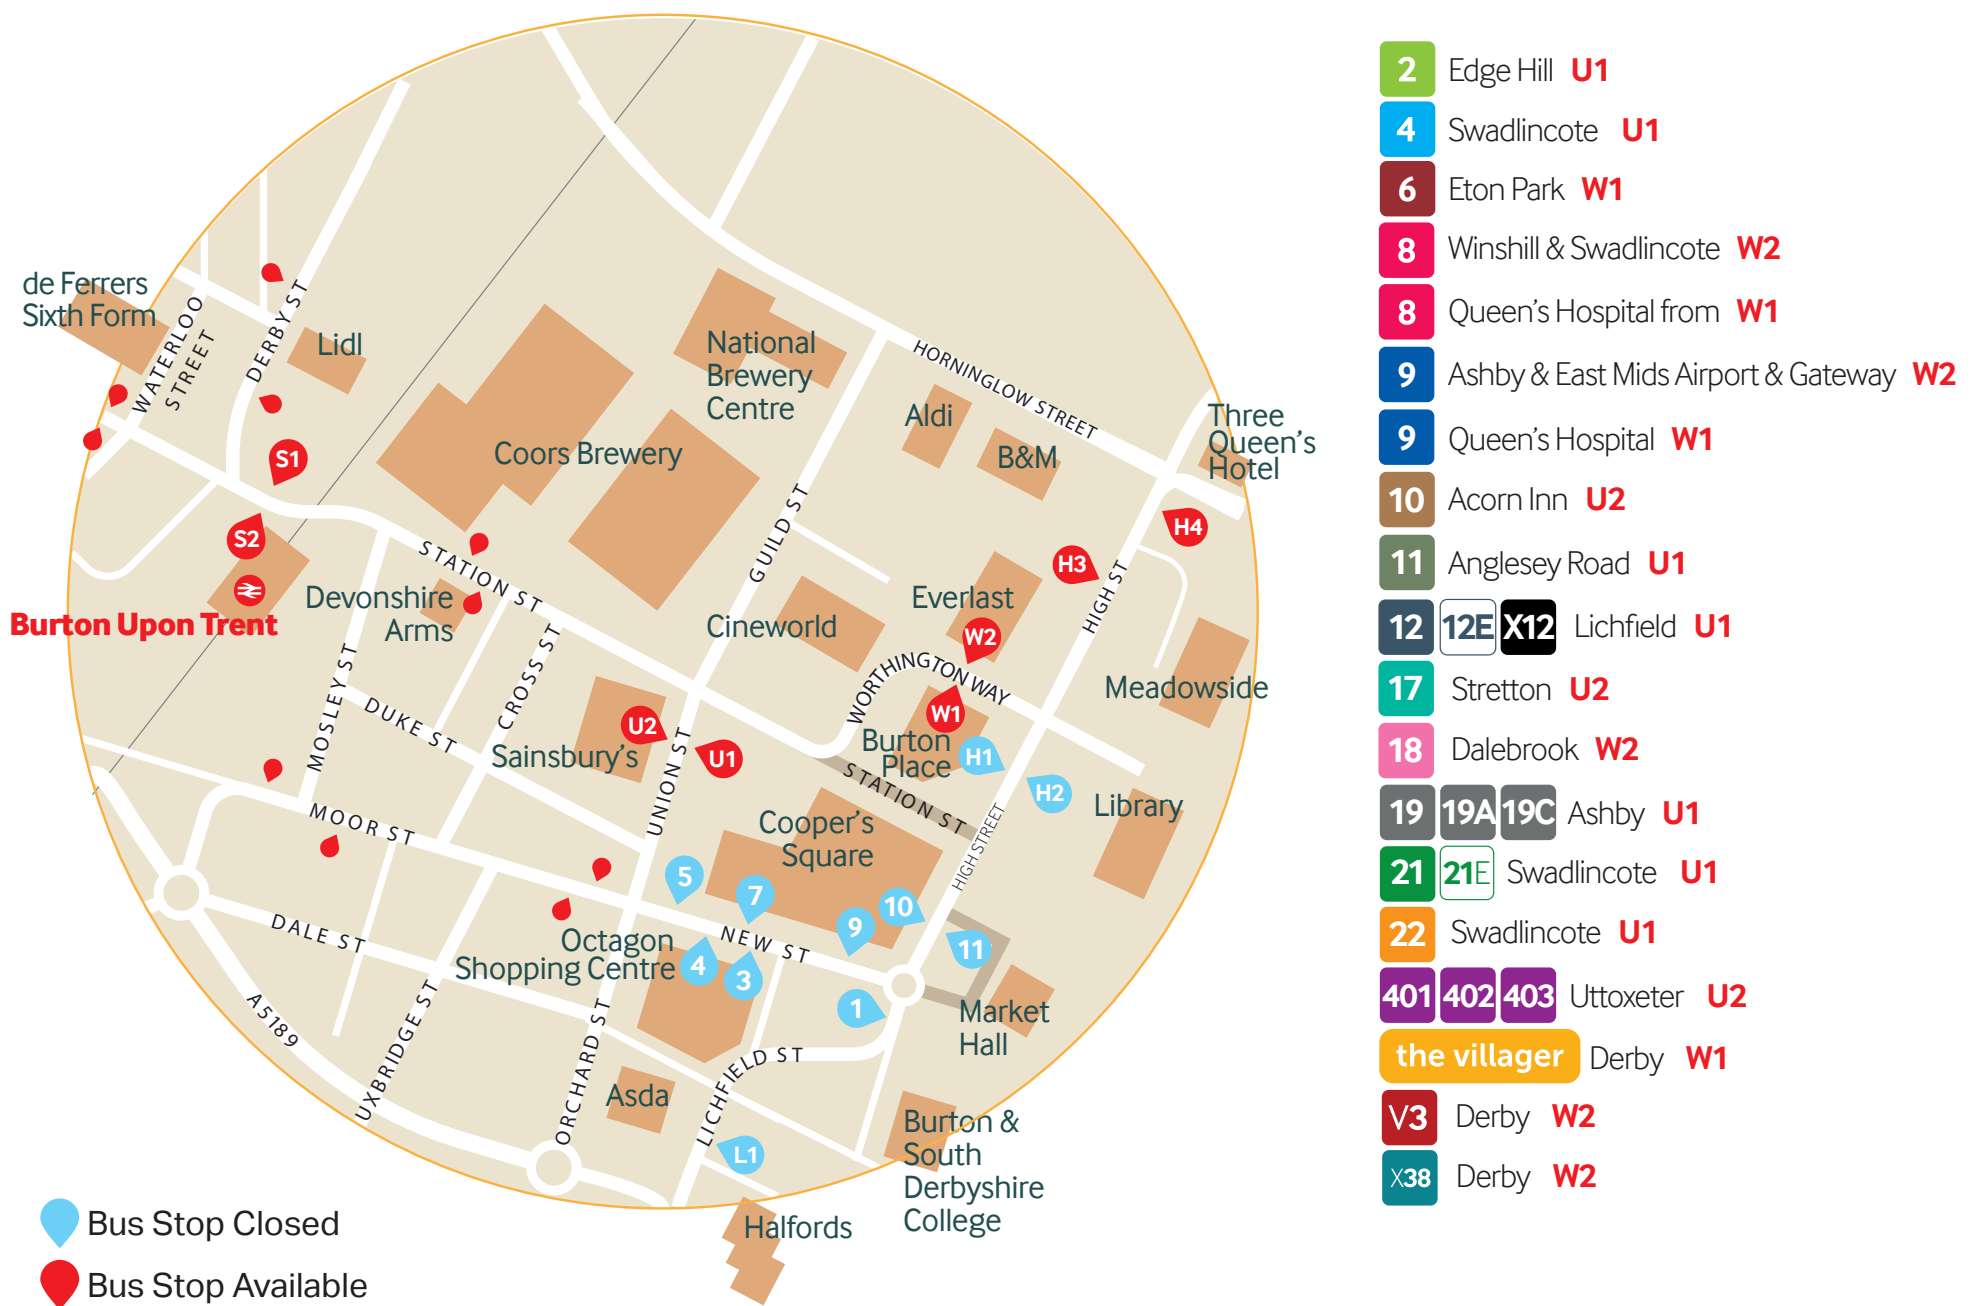 de Ferrers
Sixth Form
WATERLOO
STREET
DERBY ST
Lidl
S1
S2
Burton Upon Trent
Devonshire
Arms
STATION ST
Coors Brewery
National
Brewery
Centre
HORNINGLOW STREET
Aldi
B&M
Three
Queen's
Hotel
H4
H3
HIGH ST
GUILD ST
Cineworld
Everlast
W2
WORTHINGTON WAY
W1
Burton
Place
H1
H2
Meadowside
Library
MOSLEY ST
CROSS ST
DUKE ST
Sainsbury's
U2
U1
UNION ST
STATION ST
HIGH STREET
Cooper's
Square
MOOR ST
DALE ST
5
7
9
10
11
NEW ST
Octagon
Shopping Centre
4
3
1
Market
Hall
A5189
UXBRIDGE ST
ORCHARD ST
LICHFIELD ST
Asda
L1
Burton &
South
Derbyshire
College
Halfords
Bus Stop Closed
Bus Stop Available
2 Edge Hill U1
4 Swadlincote U1
6 Eton Park W1
8 Winshill & Swadlincote W2
8 Queen's Hospital from W1
9 Ashby & East Mids Airport & Gateway W2
9 Queen's Hospital W1
10 Acorn Inn U2
11 Anglesey Road U1
12 12E X12 Lichfield U1
17 Stretton U2
18 Dalebrook W2
19 19A 19C Ashby U1
21 21E Swadlincote U1
22 Swadlincote U1
401 402 403 Uttoxeter U2
the villager Derby W1
V3 Derby W2
X38 Derby W2